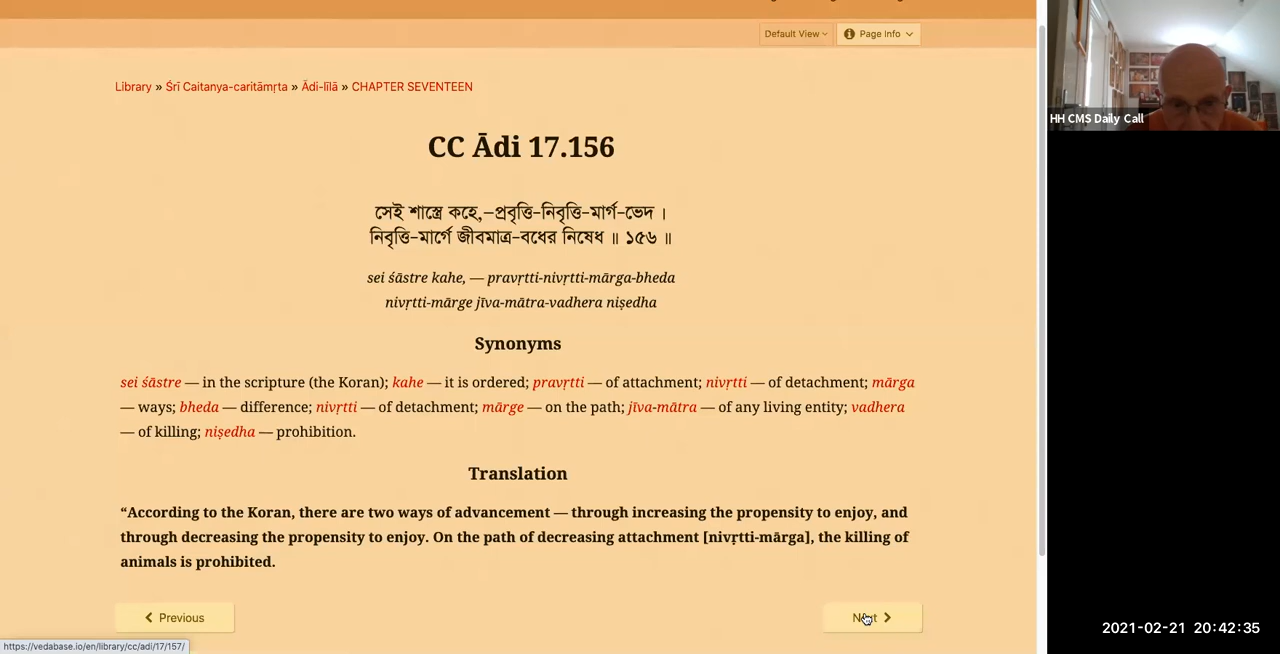 Default View
Page info
Library » Śrī Caitanya-caritāmṛta » Ādi-līlā » CHAPTER SEVENTEEN
HH CMS Daily Call
CC Ādi 17.156
সেই শাস্ত্রে কহে,—প্রবৃত্তি-নিবৃত্তি-মার্গ-ভেদ ।
নিবৃত্তি-মার্গে জীবমাত্র-বধের নিষেধ ॥ ১৫৬ ॥
sei śāstre kahe, — pravṛtti-nivṛtti-mārga-bheda
nivṛtti-mārge jīva-mātra-vadhera niṣedha
Synonyms
sei śāstre — in the scripture (the Koran); kahe — it is ordered; pravṛtti — of attachment; nivṛtti — of detachment; mārga
— ways; bheda — difference; nivṛtti — of detachment; mārge — on the path; jīva-mātra — of any living entity; vadhera
— of killing; niṣedha — prohibition.
Translation
“According to the Koran, there are two ways of advancement — through increasing the propensity to enjoy, and
through decreasing the propensity to enjoy. On the path of decreasing attachment [nivṛtti-mārga], the killing of
animals is prohibited.
Previous
Next
https://vedabase.io/en/library/cc/adi/17/157/
2021-02-21 20:42:35